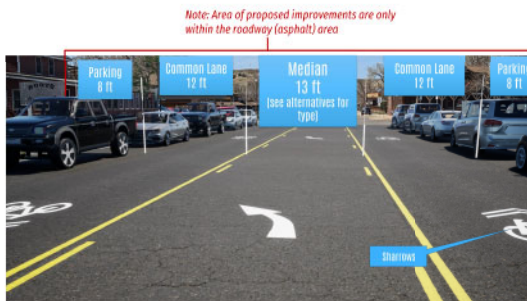 Note: Area of proposed improvements are only
within the roadway (asphalt) area
Parking
8 ft
Common Lane
12 ft
Median
13 ft
(see alternatives for
type)
Common Lane
12 ft
Parking
8 ft
Sharrows